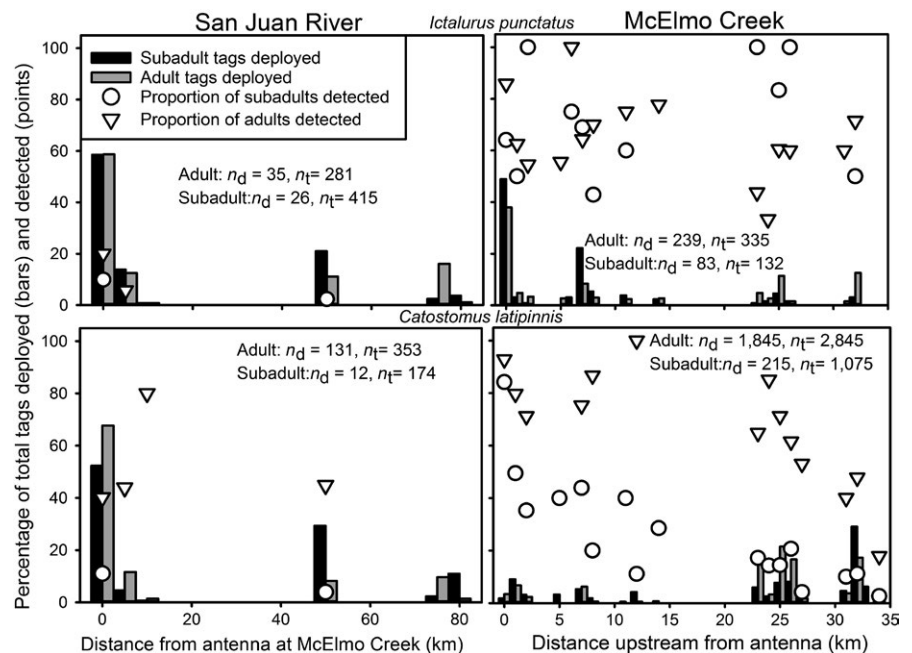 San Juan River
Ictalurus punctatus
McElmo Creek
Percentage of total tags deployed (bars) and detected (points)
Subadult tags deployed
Adult tags deployed
Proportion of subadults detected
Proportion of adults detected
100
80
60
40
20
0
Adult: nd = 35, nt= 281
Subadult:nd = 26, nt= 415
Adult: nd = 239, nt= 335
Subadult:nd = 83, nt= 132
Catostomus latipinnis
100
80
60
40
20
0
Adult: nd = 131, nt= 353
Subadult:nd = 12, nt= 174
Adult: nd = 1,845, nt= 2,845
Subadult:nd = 215, nt= 1,075
0 20 40 60 80
0 5 10 15 20 25 30 35
Distance from antenna at McElmo Creek (km)
Distance upstream from antenna (km)